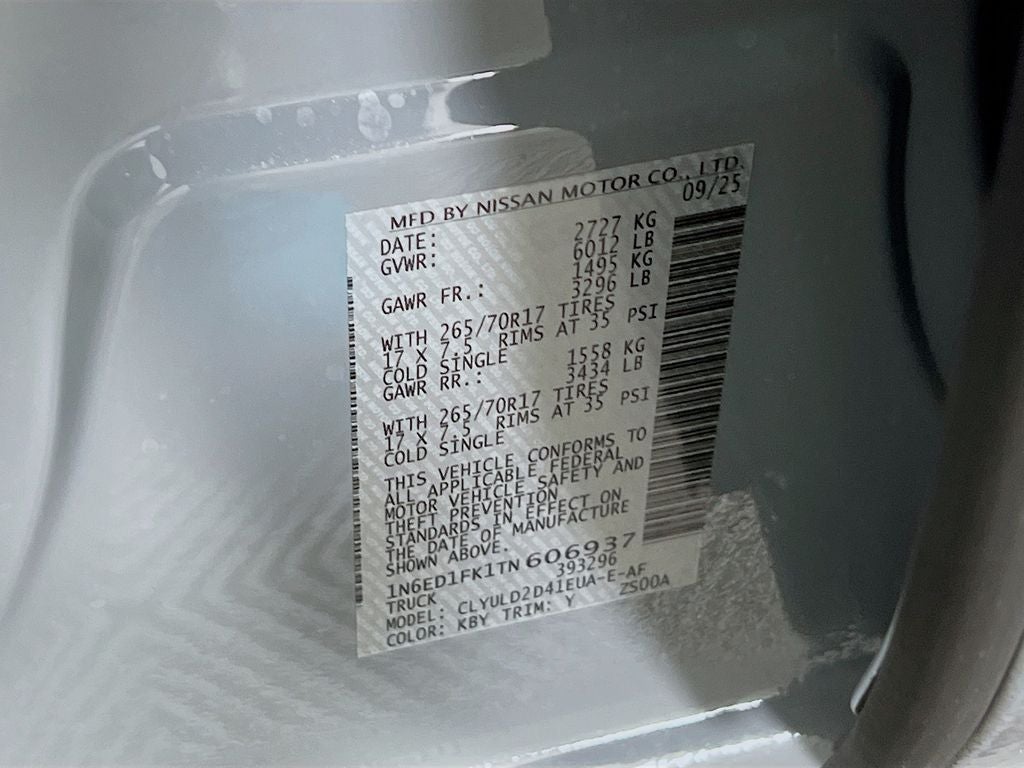 MFD BY NISSAN MOTOR CO., LTD.
DATE: 09/25
GVWR: 2727 KG
6012 LB
GAWR FR.: 1495 KG
3296 LB
WITH 265/70R17 TIRES
17 X 7.5 RIMS AT 35 PSI
COLD SINGLE
GAWR RR.: 1558 KG
3434 LB
WITH 265/70R17 TIRES
17 X 7.5 RIMS AT 35 PSI
COLD SINGLE
THIS VEHICLE CONFORMS TO
ALL APPLICABLE FEDERAL
MOTOR VEHICLE SAFETY AND
THEFT PREVENTION
STANDARDS IN EFFECT ON
THE DATE OF MANUFACTURE
SHOWN ABOVE.
1N6ED1FK1TN606937
TRUCK 393296
MODEL: CLYULD2D41EUA-E-AF
COLOR: KBY TRIM: Y ZS00A